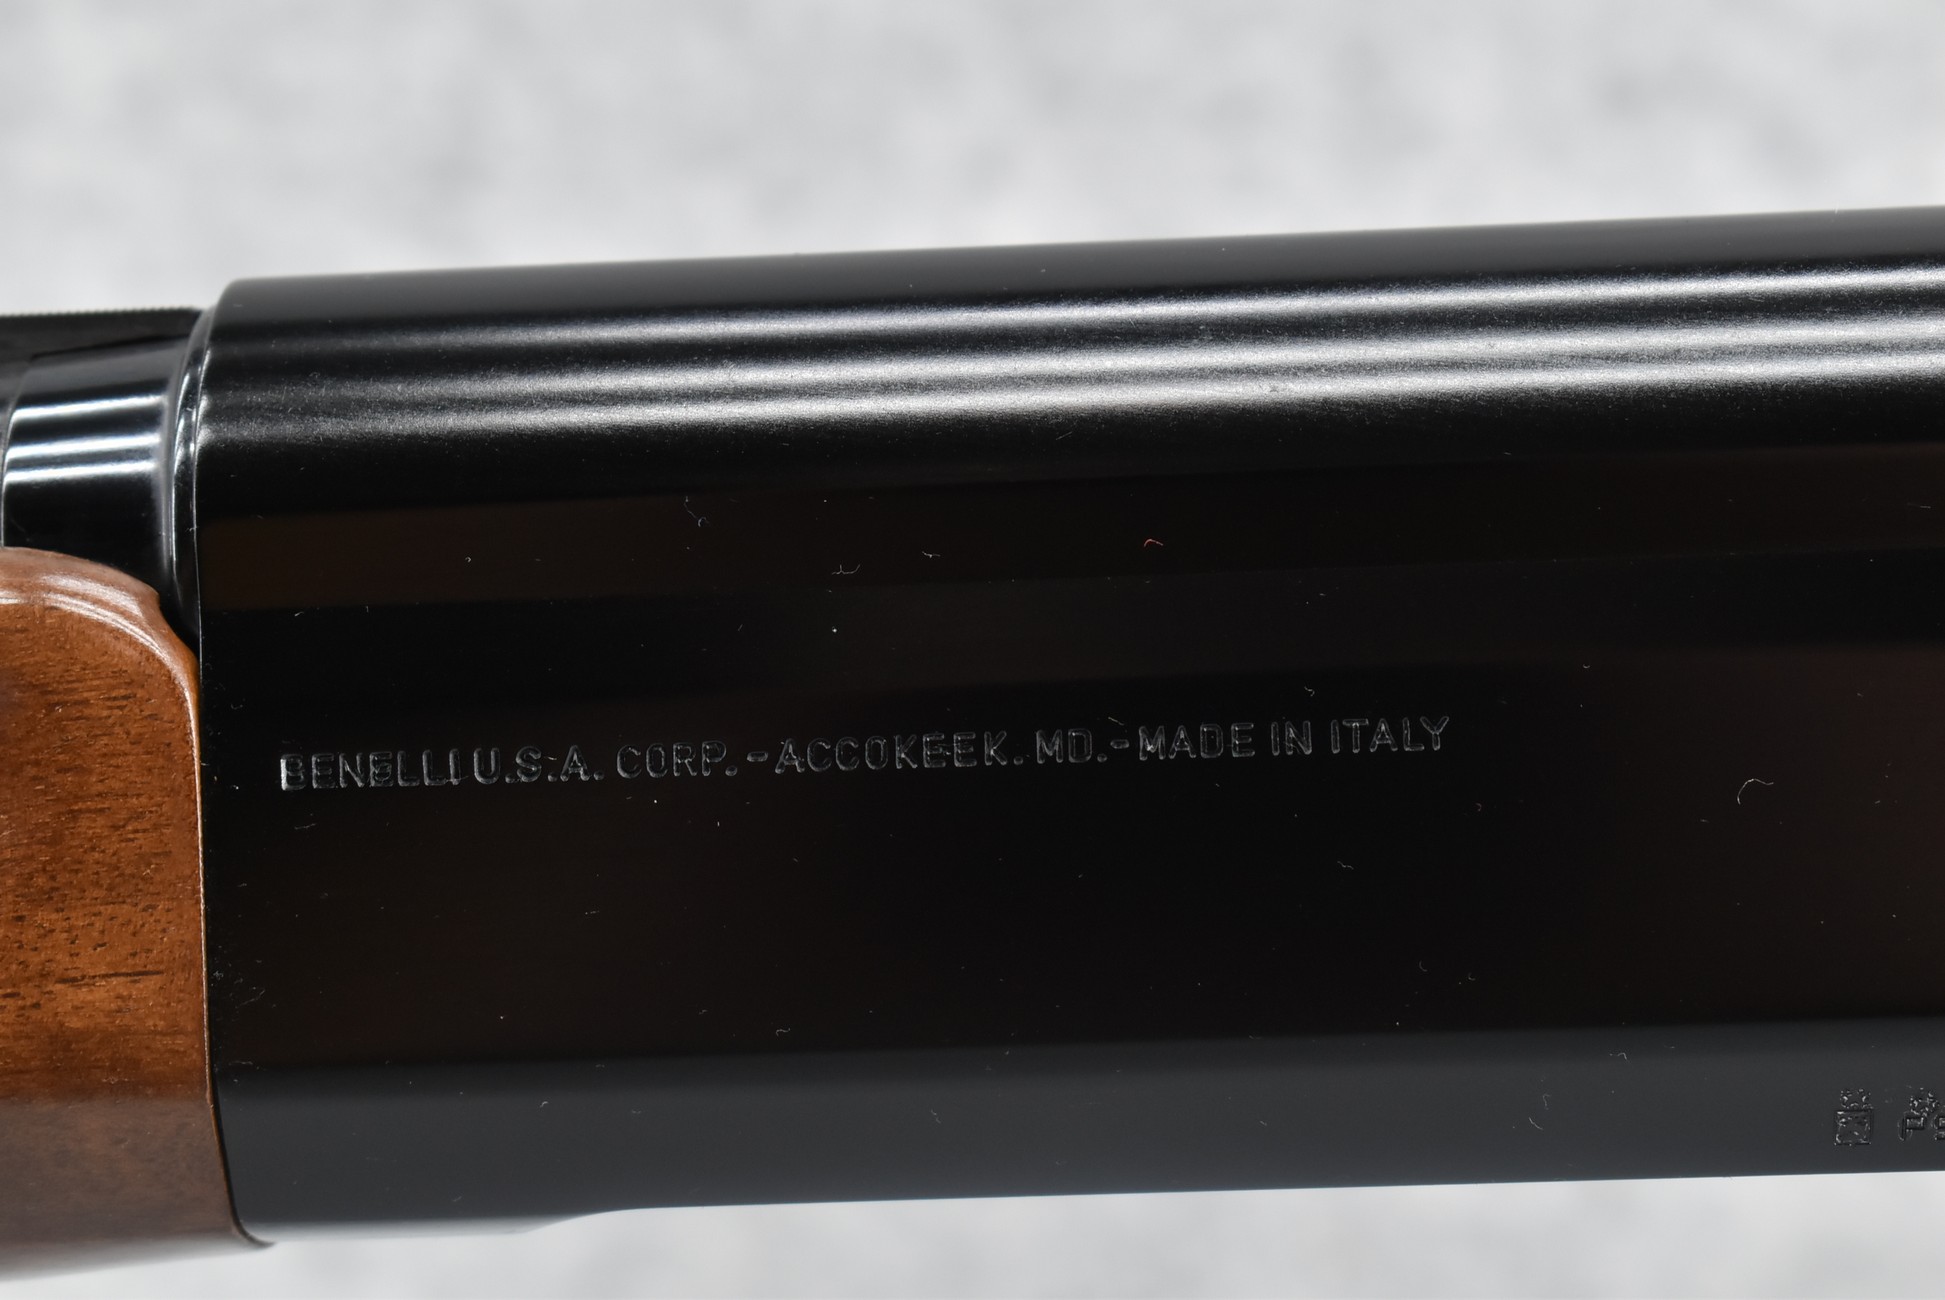 BENELLI U.S.A. CORP.-ACCOKEEK. MD.-MADE IN ITALY